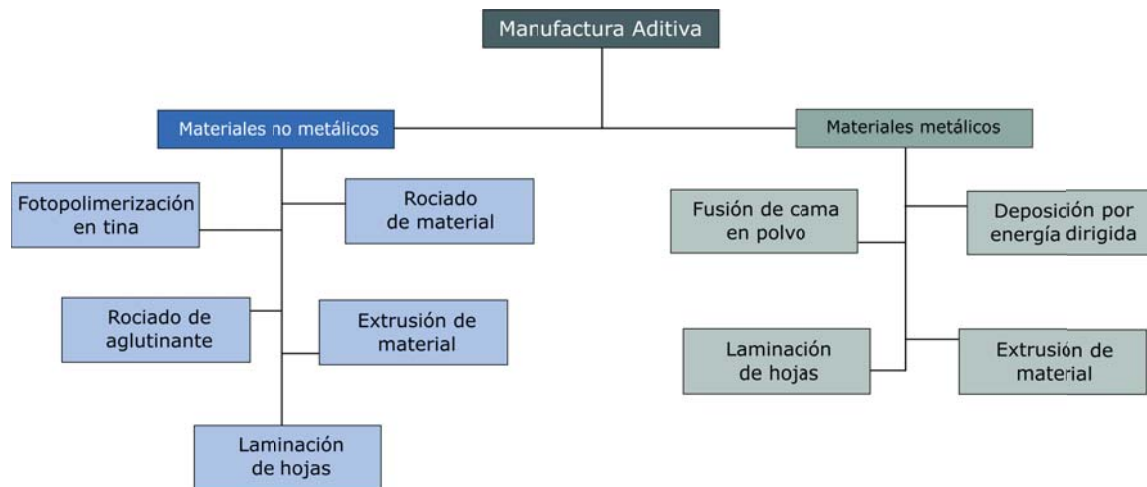 Manufactura Aditiva
Materiales no metálicos
Materiales metálicos
Fotopolimerización
en tina
Rociado
de material
Rociado de
aglutinante
Extrusión de
material
Laminación
de hojas
Fusión de cama
en polvo
Deposición por
energía dirigida
Laminación
de hojas
Extrusión de
material